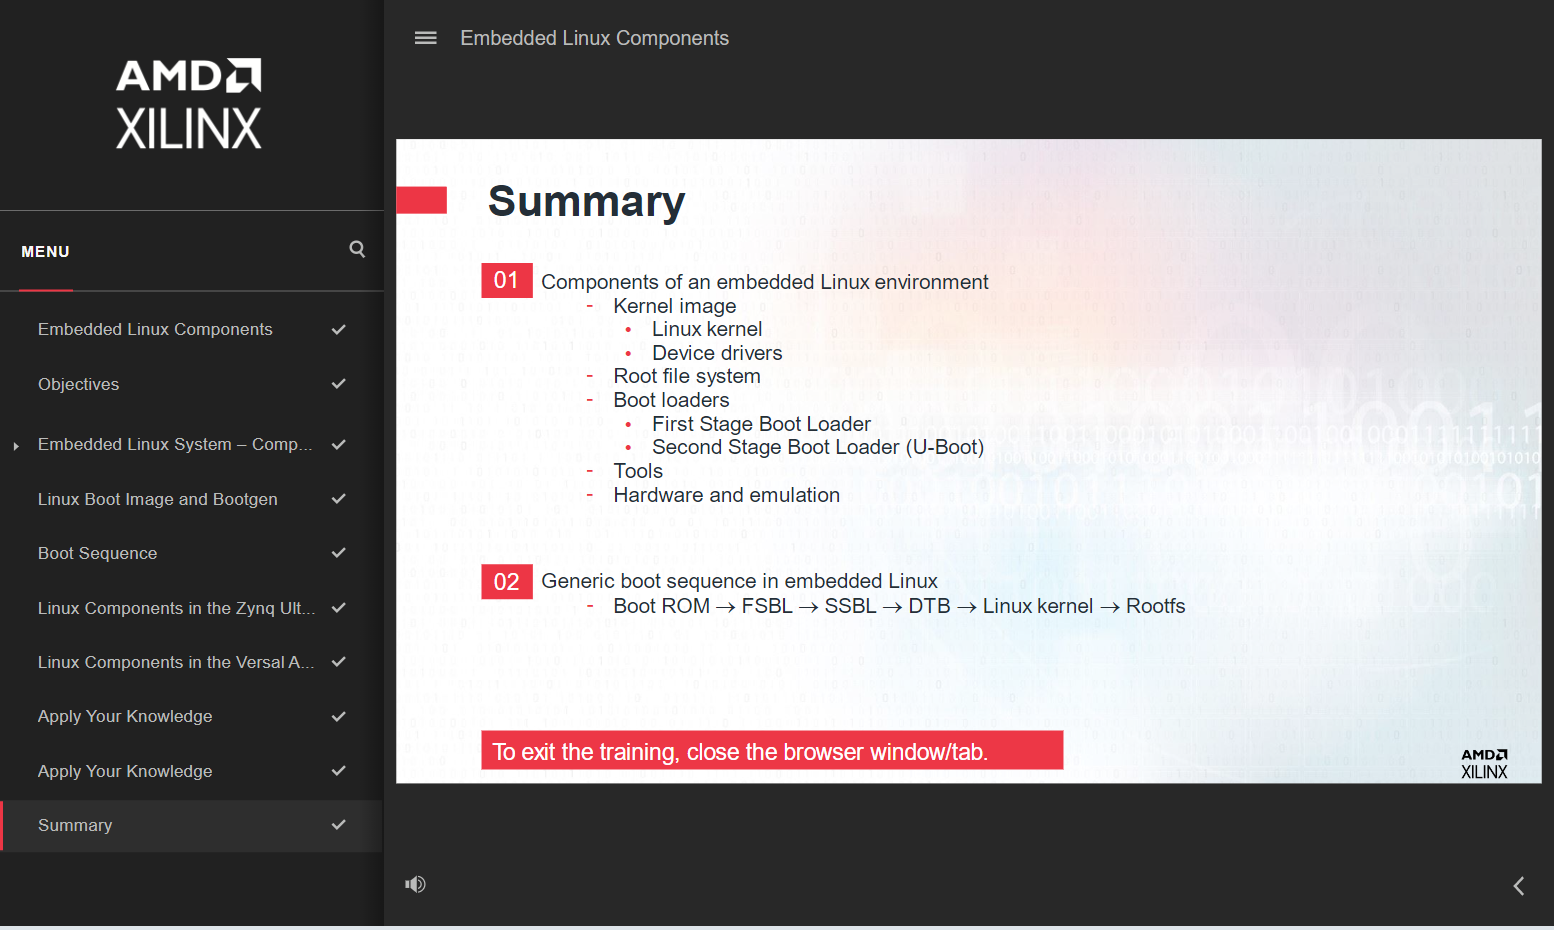 AMD
XILINX
MENU
Embedded Linux Components
Objectives
Embedded Linux System – Comp...
Linux Boot Image and Bootgen
Boot Sequence
Linux Components in the Zynq Ult...
Linux Components in the Versal A...
Apply Your Knowledge
Apply Your Knowledge
Summary
Embedded Linux Components
Summary
01 Components of an embedded Linux environment
- Kernel image
• Linux kernel
• Device drivers
- Root file system
- Boot loaders
• First Stage Boot Loader
• Second Stage Boot Loader (U-Boot)
- Tools
- Hardware and emulation
02 Generic boot sequence in embedded Linux
- Boot ROM → FSBL → SSBL → DTB → Linux kernel → Rootfs
To exit the training, close the browser window/tab.
AMD
XILINX